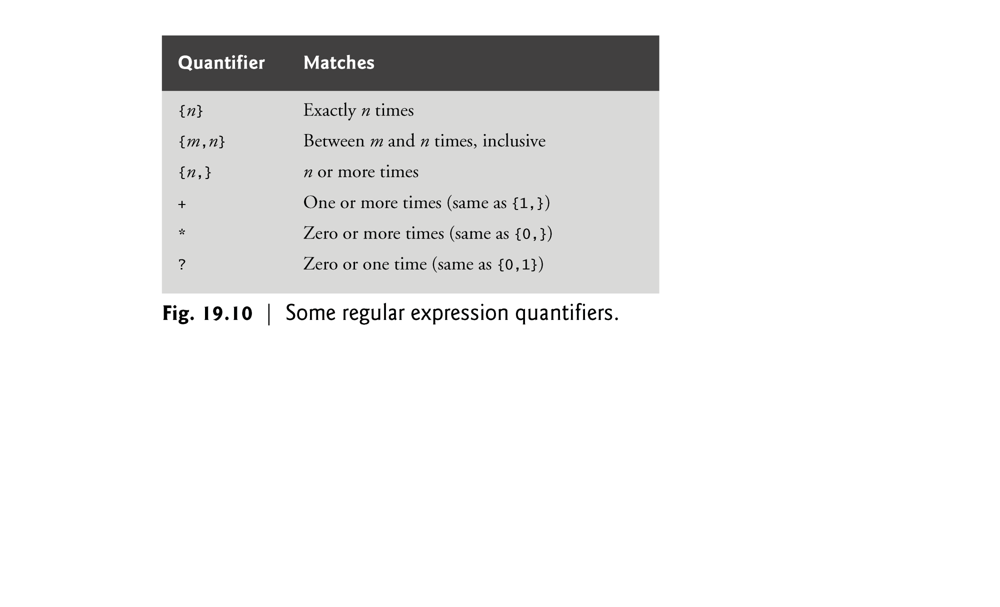 Quantifier Matches
{n} Exactly n times
{m,n} Between m and n times, inclusive
{n,} n or more times
+ One or more times (same as {1,})
* Zero or more times (same as {0,})
? Zero or one time (same as {0,1})
Fig. 19.10 | Some regular expression quantifiers.